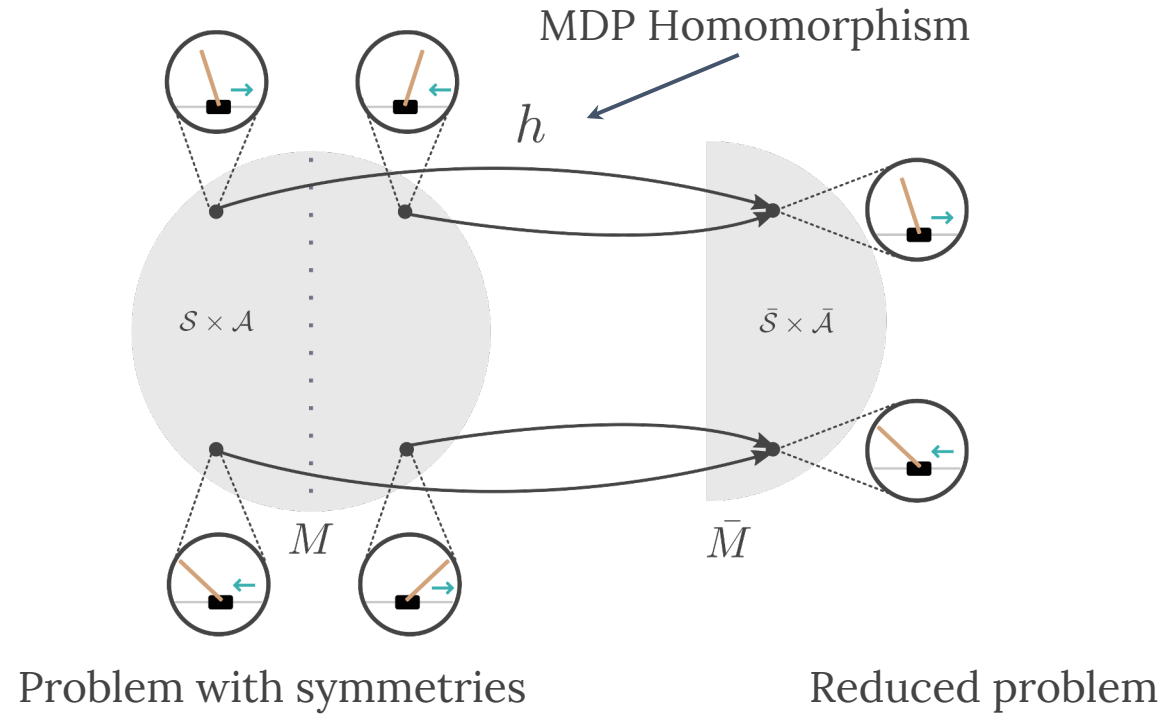 MDP Homomorphism
h
𝒮 × 𝒜
𝒮̄ × 𝒜̄
M
M̄
Problem with symmetries
Reduced problem